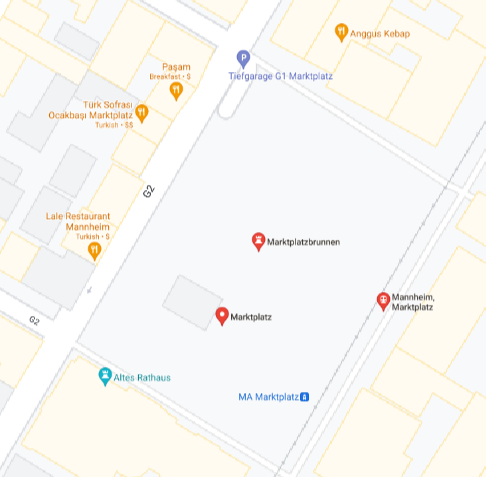 Anggus Kebap
Paşam
Breakfast • $
Tiefgarage G1 Marktplatz
Türk Sofrası
Ocakbaşı Marktplatz
Turkish • $$
G2
Lale Restaurant
Mannheim
Turkish • $
Marktplatzbrunnen
Mannheim,
Marktplatz
Marktplatz
G2
Altes Rathaus
MA Marktplatz